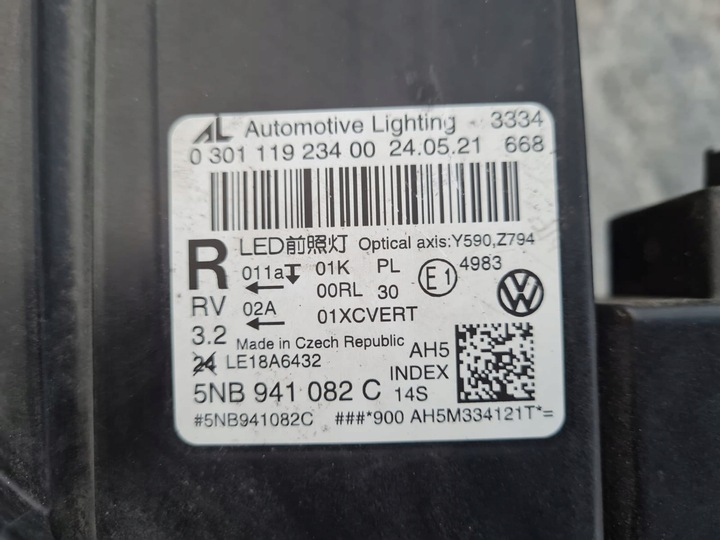 AL Automotive Lighting 3334
0 301 119 234 00 24.05.21 668
R LED前照灯 Optical axis:Y590,Z794
011a 01K PL E1 4983
00RL 30
RV 02A 01XCVERT
3.2 Made in Czech Republic AH5
24 LE18A6432 INDEX
5NB 941 082 C 14S
#5NB941082C ###*900 AH5M334121T*=